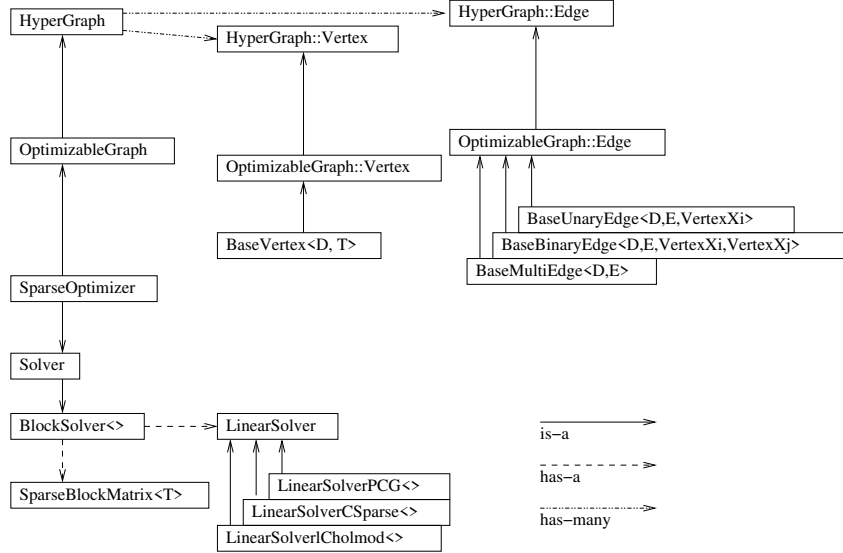 HyperGraph
HyperGraph::Edge
HyperGraph::Vertex
OptimizableGraph
OptimizableGraph::Edge
OptimizableGraph::Vertex
BaseUnaryEdge<D,E,VertexXi>
BaseVertex<D, T>
BaseBinaryEdge<D,E,VertexXi,VertexXj>
BaseMultiEdge<D,E>
SparseOptimizer
Solver
BlockSolver<>
LinearSolver
is-a
has-a
SparseBlockMatrix<T>
LinearSolverPCG<>
LinearSolverCSparse<>
has-many
LinearSolverlCholmod<>